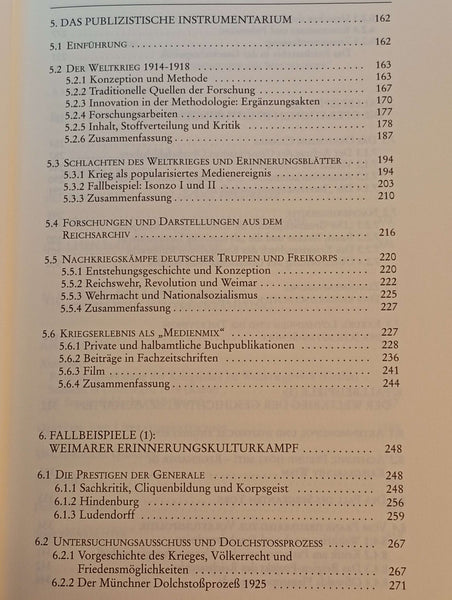 5. DAS PUBLIZISTISCHE INSTRUMENTARIUM ............... 162
5.1 EINFÜHRUNG ............... 162
5.2 DER WELTKRIEG 1914-1918 ............... 163
5.2.1 Konzeption und Methode ............... 163
5.2.2 Traditionelle Quellen der Forschung ............... 167
5.2.3 Innovation in der Methodologie: Ergänzungsakten ............... 170
5.2.4 Forschungsarbeiten ............... 177
5.2.5 Inhalt, Stoffverteilung und Kritik ............... 178
5.2.6 Zusammenfassung ............... 187
5.3 SCHLACHTEN DES WELTKRIEGES UND ERINNERUNGSBLÄTTER ............... 194
5.3.1 Krieg als popularisiertes Medienereignis ............... 194
5.3.2 Fallbeispiel: Isonzo I und II ............... 203
5.3.3 Zusammenfassung ............... 210
5.4 FORSCHUNGEN UND DARSTELLUNGEN AUS DEM
REICHSARCHIV ............... 216
5.5 NACHKRIEGSKÄMPFE DEUTSCHER TRUPPEN UND FREIKORPS ............... 220
5.5.1 Entstehungsgeschichte und Konzeption ............... 220
5.5.2 Reichswehr, Revolution und Weimar ............... 222
5.5.3 Wehrmacht und Nationalsozialismus ............... 225
5.5.4 Zusammenfassung ............... 227
5.6 KRIEGSERLEBNIS ALS „MEDIENMIX“ ............... 227
5.6.1 Private und halbamtliche Buchpublikationen ............... 228
5.6.2 Beiträge in Fachzeitschriften ............... 236
5.6.3 Film ............... 241
5.6.4 Zusammenfassung ............... 244
6. FALLBEISPIELE (1):
WEIMARER ERINNERUNGSKULTURKAMPF ............... 248
6.1 DIE PRESTIGEN DER GENERALE ............... 248
6.1.1 Sachkritik, Cliquenbildung und Korpsgeist ............... 248
6.1.2 Hindenburg ............... 256
6.1.3 Ludendorff ............... 259
6.2 UNTERSUCHUNGSAUSSCHUSS UND DOLCHSTOSSPROZESS ............... 267
6.2.1 Vorgeschichte des Krieges, Völkerrecht und
Friedensmöglichkeiten ............... 267
6.2.2 Der Münchner Dolchstoßprozeß 1925 ............... 271